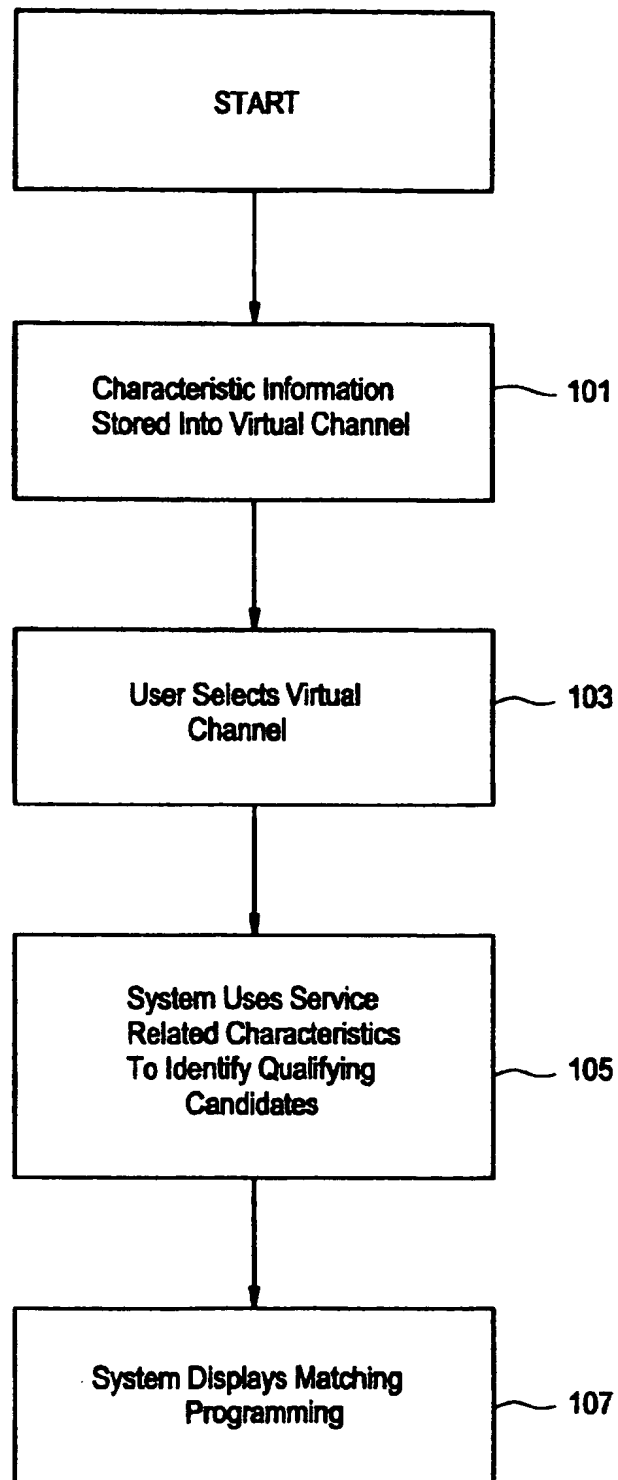 START
Characteristic Information
Stored Into Virtual Channel
101
User Selects Virtual
Channel
103
System Uses Service
Related Characteristics
To Identify Qualifying
Candidates
105
System Displays Matching
Programming
107